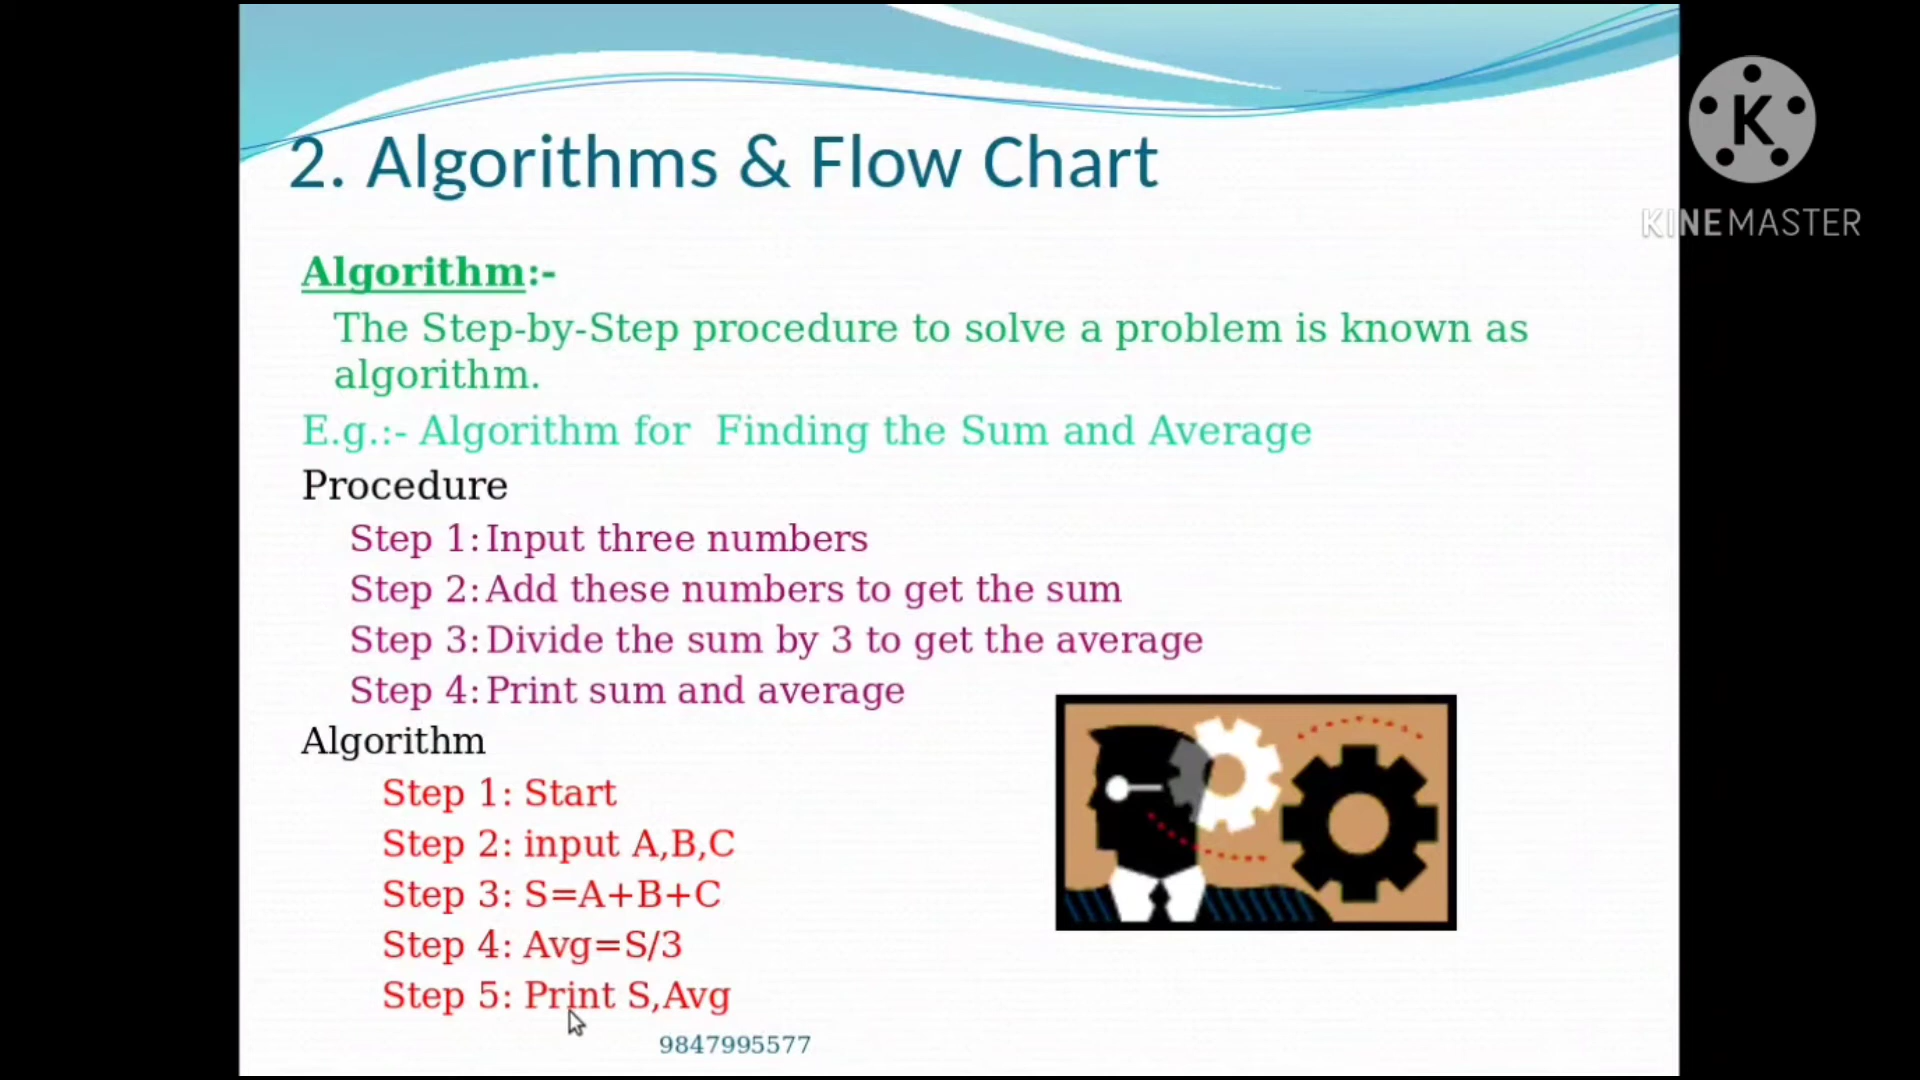 2. Algorithms & Flow Chart
K
KINEMASTER
Algorithm:-
The Step-by-Step procedure to solve a problem is known as
algorithm.
E.g.:- Algorithm for  Finding the Sum and Average
Procedure
Step 1: Input three numbers
Step 2: Add these numbers to get the sum
Step 3: Divide the sum by 3 to get the average
Step 4: Print sum and average
Algorithm
Step 1: Start
Step 2: input A,B,C
Step 3: S=A+B+C
Step 4: Avg=S/3
Step 5: Print S,Avg
9847995577